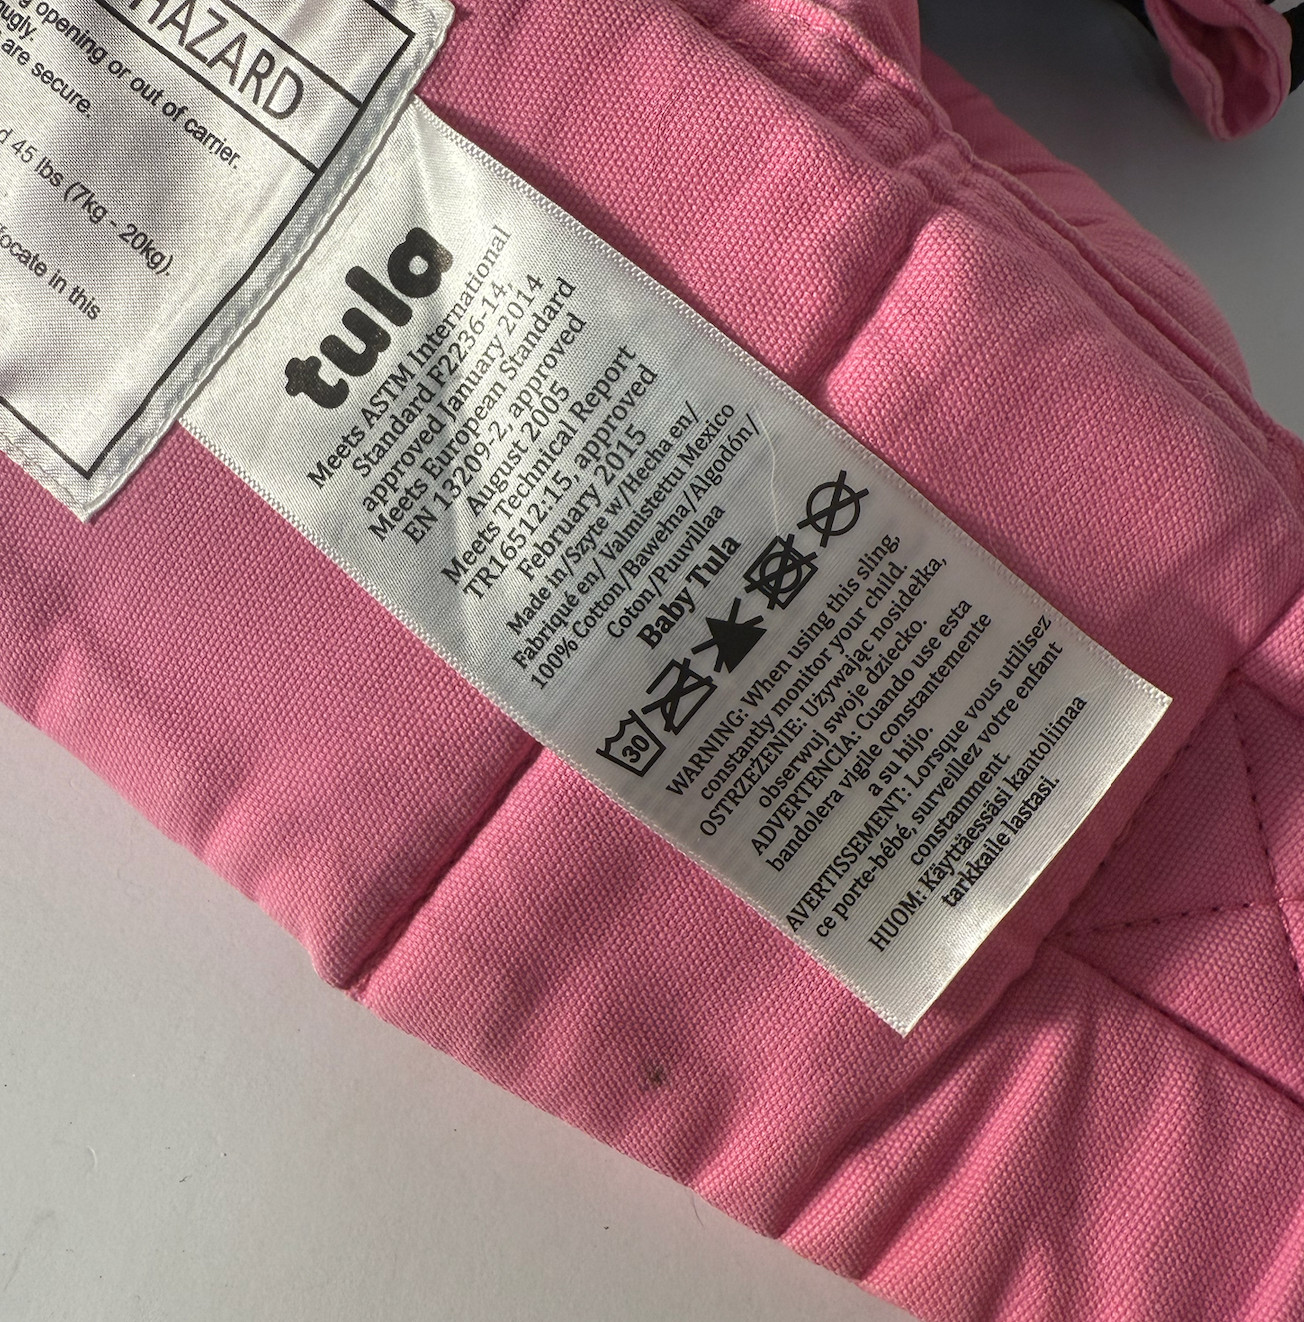 HAZARD
g opening or out of carrier.
nugly.
are secure.
d 45 lbs (7kg - 20kg).
focate in this
tula
Meets ASTM International
Standard F2236-14,
approved January 2014
Meets European Standard
EN 13209-2, approved
August 2005
Meets Technical Report
TR16512:15, approved
February 2015
Made in/Szyte w/Hecha en/
Fabriqué en/ Valmistettu Mexico
100% Cotton/Bawełna/Algodón/
Coton/Puuvillaa
Baby Tula
30
WARNING: When using this sling,
constantly monitor your child.
OSTRZEŻENIE: Używając nosidełka,
obserwuj swoje dziecko.
ADVERTENCIA: Cuando use esta
bandolera vigile constantemente
a su hijo.
AVERTISSEMENT: Lorsque vous utilisez
ce porte-bébé, surveillez votre enfant
constamment
HUOM: Käyttäessäsi kantoliinaa
tarkkaile lastasi.